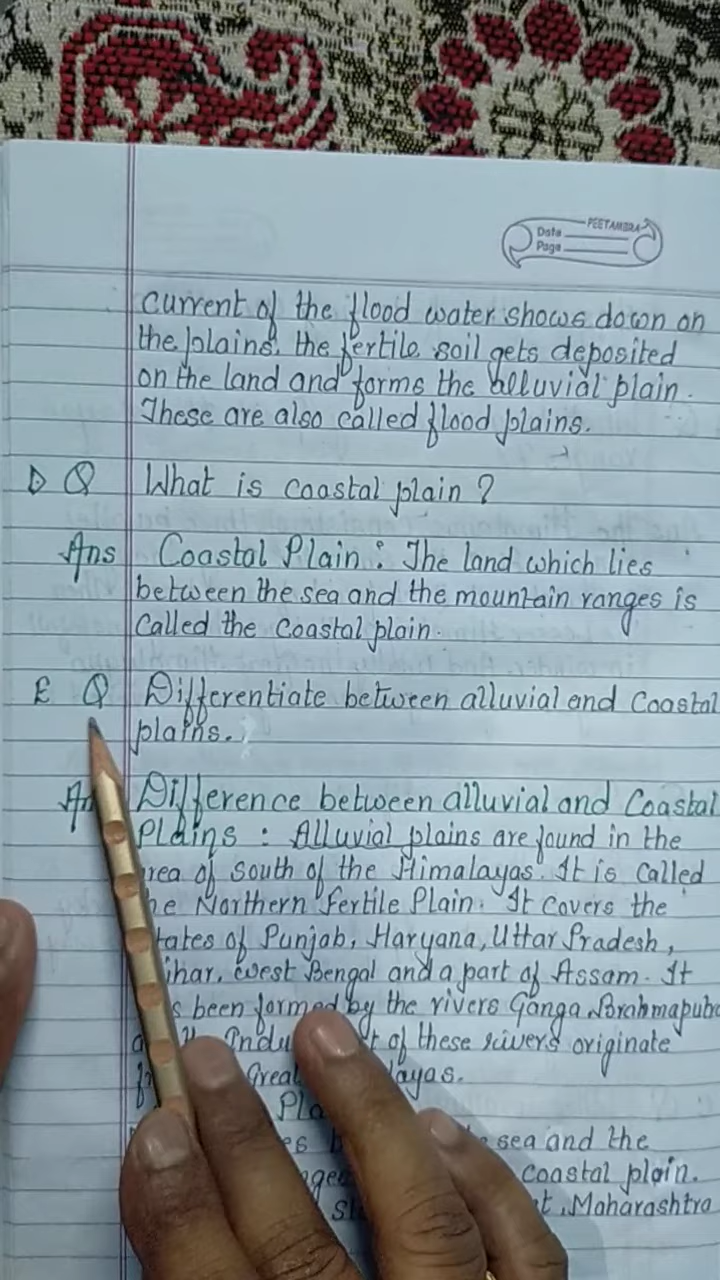 PEETAMBRA
Date
Page
current of the flood water shows down on
the plains, the fertile soil gets deposited
on the land and forms the alluvial plain.
These are also called flood plains.
D Q What is coastal plain?
Ans Coastal Plain : The land which lies
between the sea and the mountain ranges is
called the coastal plain.
E Q Differentiate between alluvial and Coastal
plains.
Difference between alluvial and Coastal
Plains : Alluvial plains are found in the
of south of the Himalayas. It is called
Northern Fertile Plain. It covers the
of Punjab, Haryana, Uttar Pradesh,
West Bengal and a part of Assam. It
been formed by the rivers Ganga, Brahmaputra
of these rivers originate
Great
sea and the
coastal plain.
Maharashtra